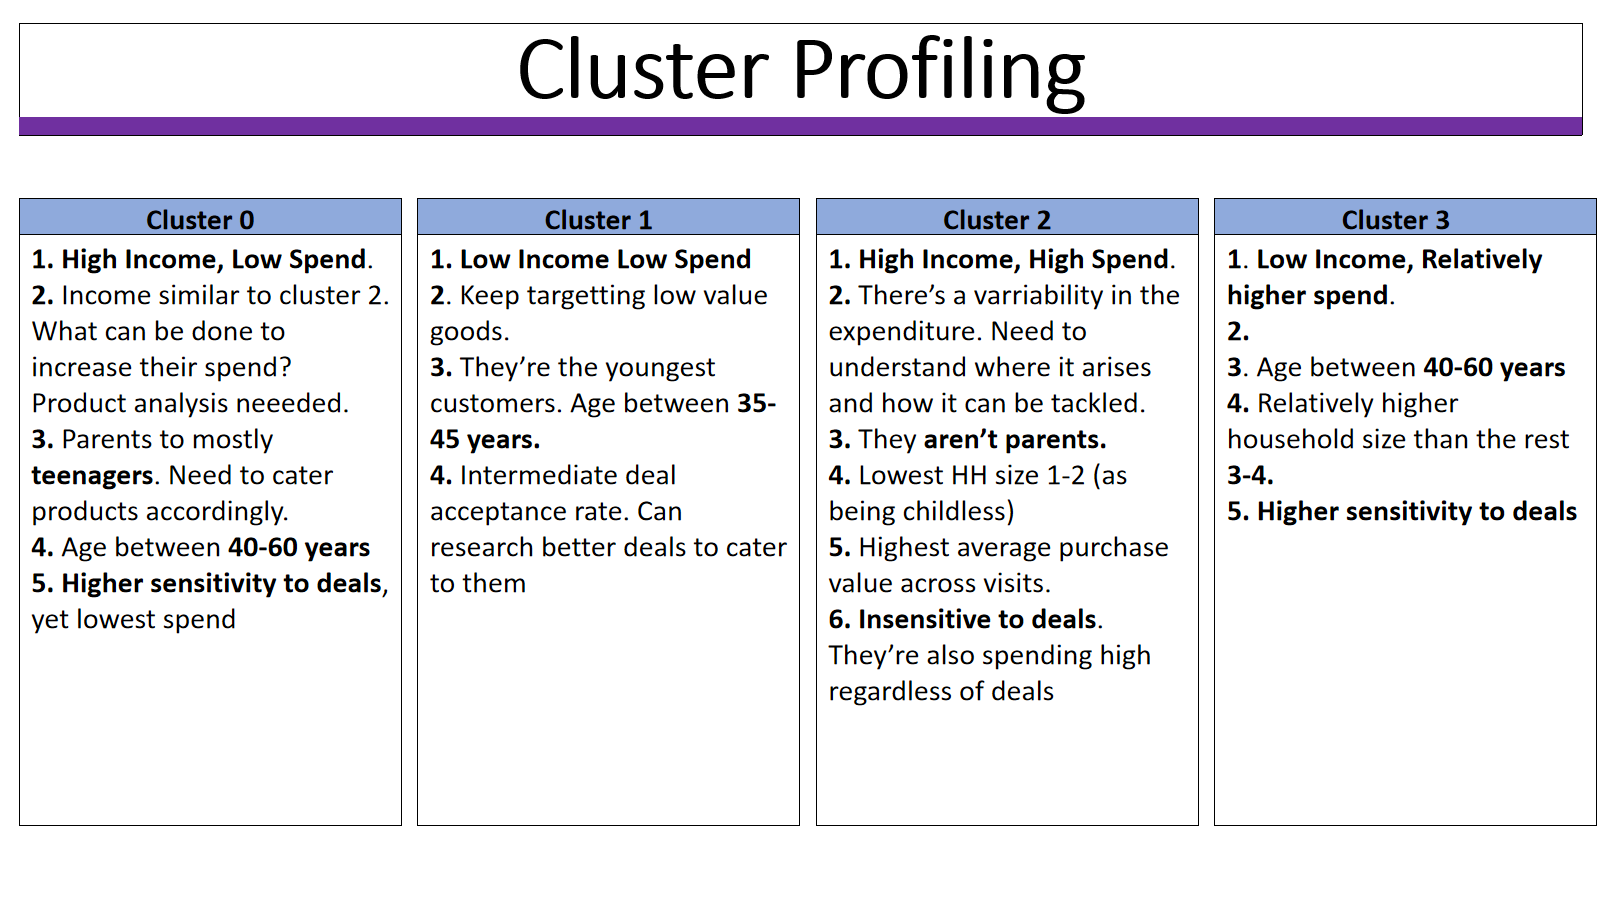 Cluster Profiling
Cluster 0
1. High Income, Low Spend.
2. Income similar to cluster 2.
What can be done to
increase their spend?
Product analysis neeeded.
3. Parents to mostly
teenagers. Need to cater
products accordingly.
4. Age between 40-60 years
5. Higher sensitivity to deals,
yet lowest spend
Cluster 1
1. Low Income Low Spend
2. Keep targetting low value
goods.
3. They’re the youngest
customers. Age between 35-
45 years.
4. Intermediate deal
acceptance rate. Can
research better deals to cater
to them
Cluster 2
1. High Income, High Spend.
2. There’s a varriability in the
expenditure. Need to
understand where it arises
and how it can be tackled.
3. They aren’t parents.
4. Lowest HH size 1-2 (as
being childless)
5. Highest average purchase
value across visits.
6. Insensitive to deals.
They’re also spending high
regardless of deals
Cluster 3
1. Low Income, Relatively
higher spend.
2.
3. Age between 40-60 years
4. Relatively higher
household size than the rest
3-4.
5. Higher sensitivity to deals